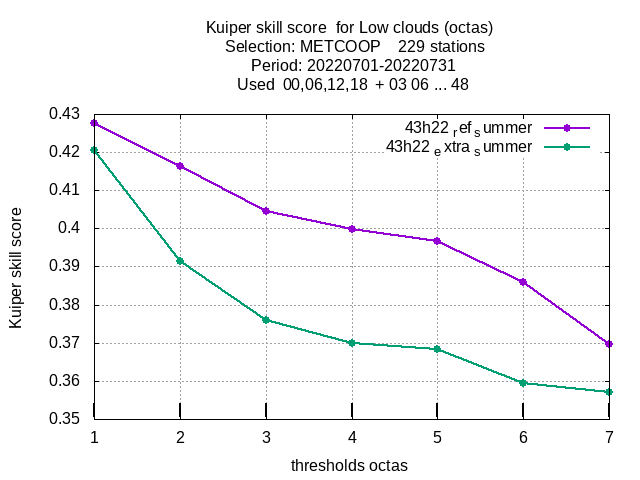 Kuiper skill score  for Low clouds (octas)
Selection: METCOOP    229 stations
Period: 20220701-20220731
Used  00,06,12,18  + 03 06 ... 48
43h22 ref summer
43h22 extra summer
0.43
0.42
0.41
0.4
0.39
0.38
0.37
0.36
0.35
Kuiper skill score
1 2 3 4 5 6 7
thresholds octas